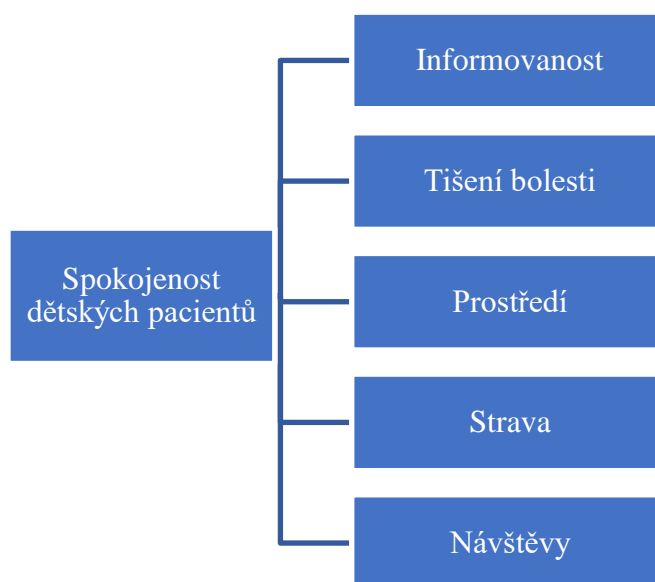 Spokojenost
dětských pacientů
Informovanost
Tišení bolesti
Prostředí
Strava
Návštěvy